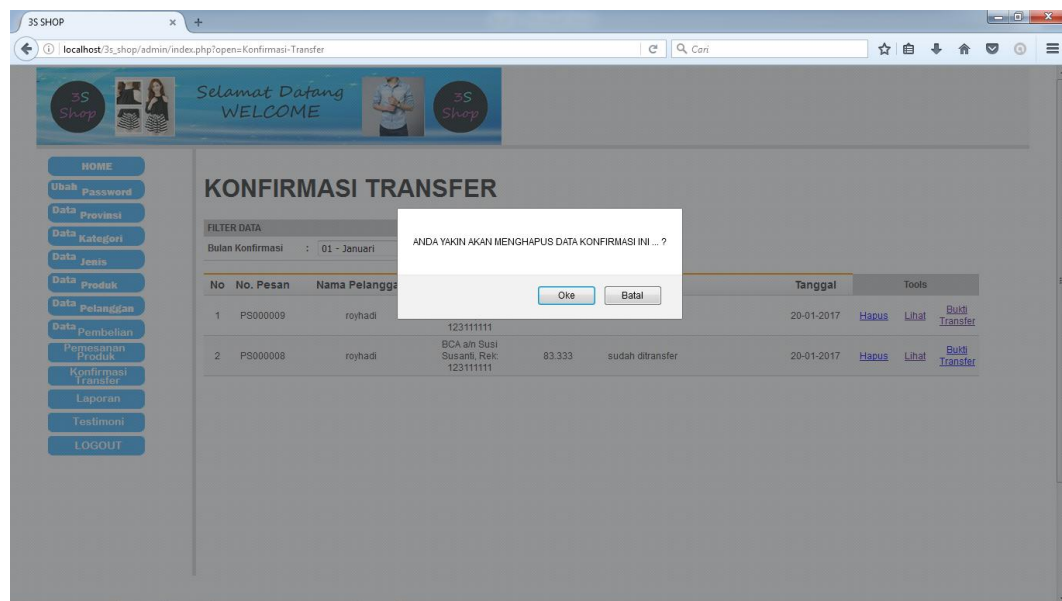 3S SHOP
localhost/3s_shop/admin/index.php?open=Konfirmasi-Transfer
Cari
3S Shop
Selamat Datang
WELCOME
3S Shop
HOME
Ubah Password
Data Provinsi
Data Kategori
Data Jenis
Data Produk
Data Pelanggan
Data Pembelian
Pemesanan Produk
Konfirmasi Transfer
Laporan
Testimoni
LOGOUT
KONFIRMASI TRANSFER
FILTER DATA
Bulan Konfirmasi : 01 - Januari
ANDA YAKIN AKAN MENGHAPUS DATA KONFIRMASI INI ... ?
Oke Batal
No No. Pesan Nama Pelangga Tanggal Tools
1 PS000009 royhadi 123111111 20-01-2017 Hapus Lihat Bukti Transfer
2 PS000008 royhadi BCA a/n Susi Susanti, Rek: 123111111 83.333 sudah ditransfer 20-01-2017 Hapus Lihat Bukti Transfer